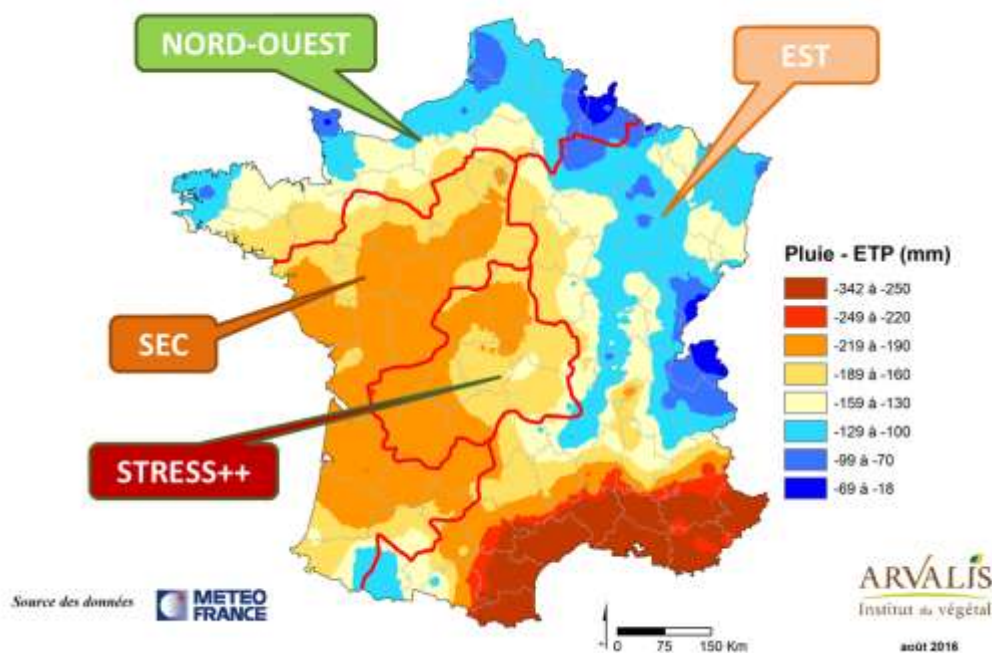 NORD-OUEST
EST
SEC
STRESS++
Pluie - ETP (mm)
-342 à -250
-249 à -220
-219 à -190
-189 à -160
-159 à -130
-129 à -100
-99 à -70
-69 à -18
Source des données
METEO
FRANCE
0 75 150 Km
ARVALIS
Institut du végétal
août 2016